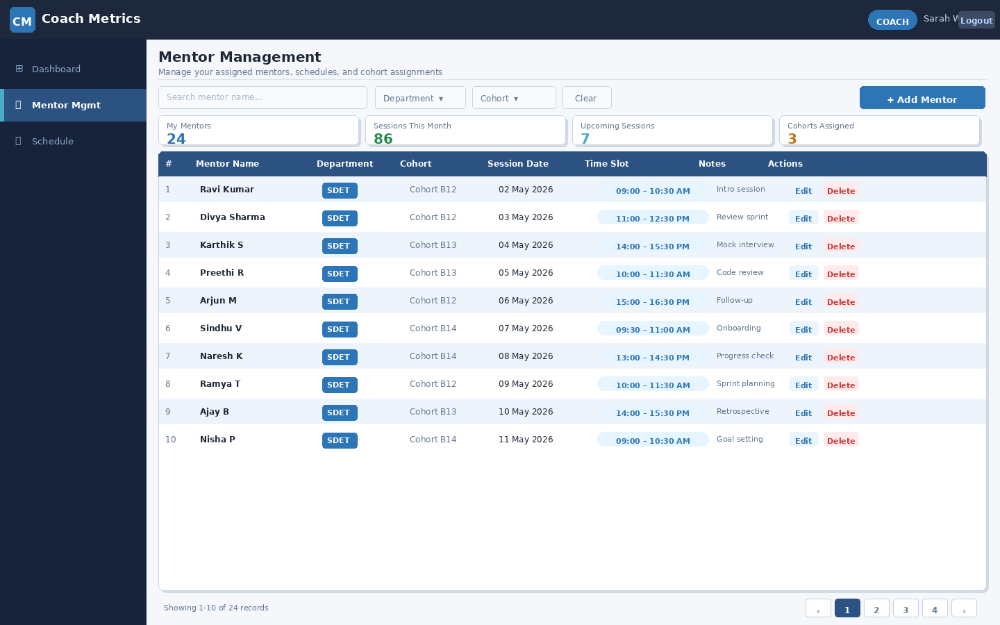 CM Coach Metrics COACH Sarah W Logout
Dashboard
Mentor Mgmt
Schedule
Mentor Management
Manage your assigned mentors, schedules, and cohort assignments
Search mentor name... Department ▾ Cohort ▾ Clear + Add Mentor
My Mentors Sessions This Month Upcoming Sessions Cohorts Assigned
24 86 7 3
# Mentor Name Department Cohort Session Date Time Slot Notes Actions
1 Ravi Kumar SDET Cohort B12 02 May 2026 09:00 – 10:30 AM Intro session Edit Delete
2 Divya Sharma SDET Cohort B12 03 May 2026 11:00 – 12:30 PM Review sprint Edit Delete
3 Karthik S SDET Cohort B13 04 May 2026 14:00 – 15:30 PM Mock interview Edit Delete
4 Preethi R SDET Cohort B13 05 May 2026 10:00 – 11:30 AM Code review Edit Delete
5 Arjun M SDET Cohort B12 06 May 2026 15:00 – 16:30 PM Follow-up Edit Delete
6 Sindhu V SDET Cohort B14 07 May 2026 09:30 – 11:00 AM Onboarding Edit Delete
7 Naresh K SDET Cohort B14 08 May 2026 13:00 – 14:30 PM Progress check Edit Delete
8 Ramya T SDET Cohort B12 09 May 2026 10:00 – 11:30 AM Sprint planning Edit Delete
9 Ajay B SDET Cohort B13 10 May 2026 14:00 – 15:30 PM Retrospective Edit Delete
10 Nisha P SDET Cohort B14 11 May 2026 09:00 – 10:30 AM Goal setting Edit Delete
Showing 1-10 of 24 records ‹ 1 2 3 4 ›